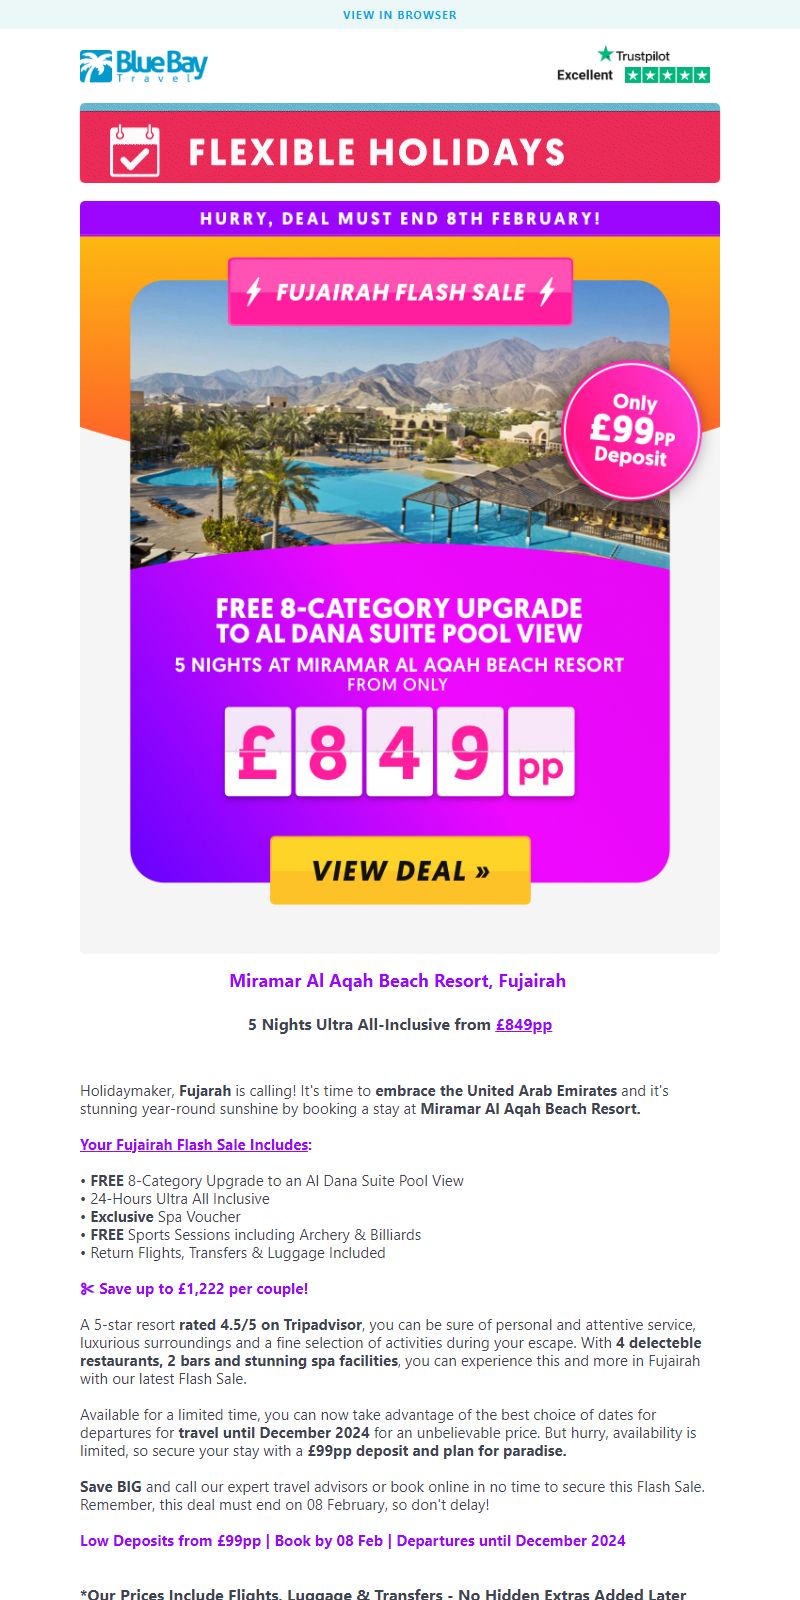 VIEW IN BROWSER
BlueBay
Travel
Trustpilot
Excellent
FLEXIBLE HOLIDAYS
HURRY, DEAL MUST END 8TH FEBRUARY!
FUJAIRAH FLASH SALE
Only
£99PP
Deposit
FREE 8-CATEGORY UPGRADE
TO AL DANA SUITE POOL VIEW
5 NIGHTS AT MIRAMAR AL AQAH BEACH RESORT
FROM ONLY
£849pp
VIEW DEAL »
Miramar Al Aqah Beach Resort, Fujairah
5 Nights Ultra All-Inclusive from £849pp
Holidaymaker, Fujarah is calling! It's time to embrace the United Arab Emirates and it's
stunning year-round sunshine by booking a stay at Miramar Al Aqah Beach Resort.
Your Fujairah Flash Sale Includes:
• FREE 8-Category Upgrade to an Al Dana Suite Pool View
• 24-Hours Ultra All Inclusive
• Exclusive Spa Voucher
• FREE Sports Sessions including Archery & Billiards
• Return Flights, Transfers & Luggage Included
✂ Save up to £1,222 per couple!
A 5-star resort rated 4.5/5 on Tripadvisor, you can be sure of personal and attentive service,
luxurious surroundings and a fine selection of activities during your escape. With 4 delecteble
restaurants, 2 bars and stunning spa facilities, you can experience this and more in Fujairah
with our latest Flash Sale.
Available for a limited time, you can now take advantage of the best choice of dates for
departures for travel until December 2024 for an unbelievable price. But hurry, availability is
limited, so secure your stay with a £99pp deposit and plan for paradise.
Save BIG and call our expert travel advisors or book online in no time to secure this Flash Sale.
Remember, this deal must end on 08 February, so don't delay!
Low Deposits from £99pp | Book by 08 Feb | Departures until December 2024
*Our Prices Include Flights, Luggage & Transfers - No Hidden Extras Added Later